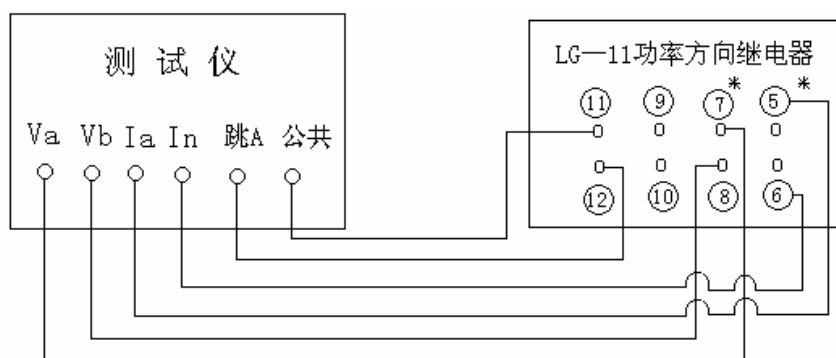 测 试 仪
Va Vb Ia In 跳A 公共
LG—11功率方向继电器
* *
⑪ ⑨ ⑦ ⑤
⑫ ⑩ ⑧ ⑥